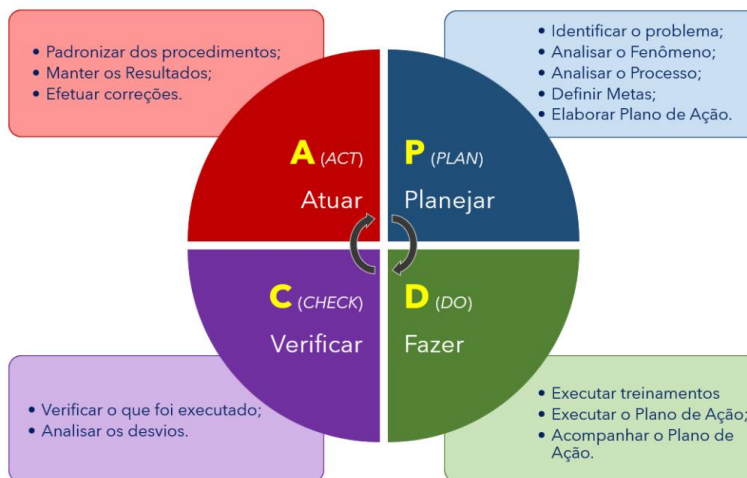 • Padronizar dos procedimentos;
• Manter os Resultados;
• Efetuar correções.
• Identificar o problema;
• Analisar o Fenômeno;
• Analisar o Processo;
• Definir Metas;
• Elaborar Plano de Ação.
A (ACT)
Atuar
P (PLAN)
Planejar
C (CHECK)
Verificar
D (DO)
Fazer
• Verificar o que foi executado;
• Analisar os desvios.
• Executar treinamentos
• Executar o Plano de Ação;
• Acompanhar o Plano de
Ação.